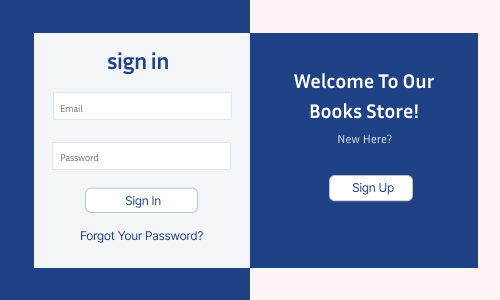 sign in
Email
Password
Sign In
Forgot Your Password?
Welcome To Our
Books Store!
New Here?
Sign Up